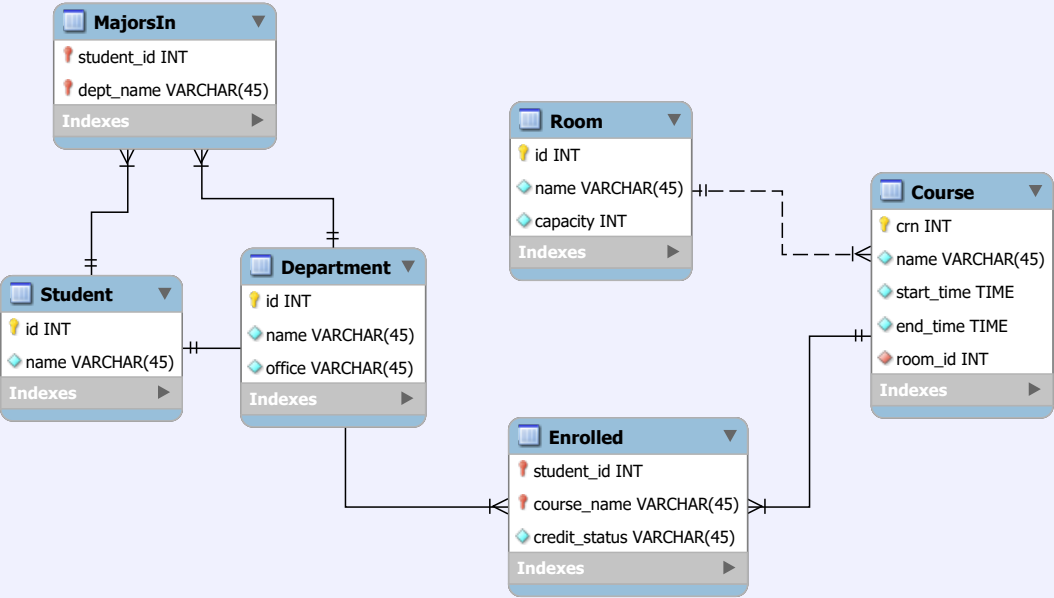 MajorsIn
student_id INT
dept_name VARCHAR(45)
Indexes
Room
id INT
name VARCHAR(45)
capacity INT
Indexes
Course
crn INT
name VARCHAR(45)
start_time TIME
end_time TIME
room_id INT
Indexes
Student
id INT
name VARCHAR(45)
Indexes
Department
id INT
name VARCHAR(45)
office VARCHAR(45)
Indexes
Enrolled
student_id INT
course_name VARCHAR(45)
credit_status VARCHAR(45)
Indexes